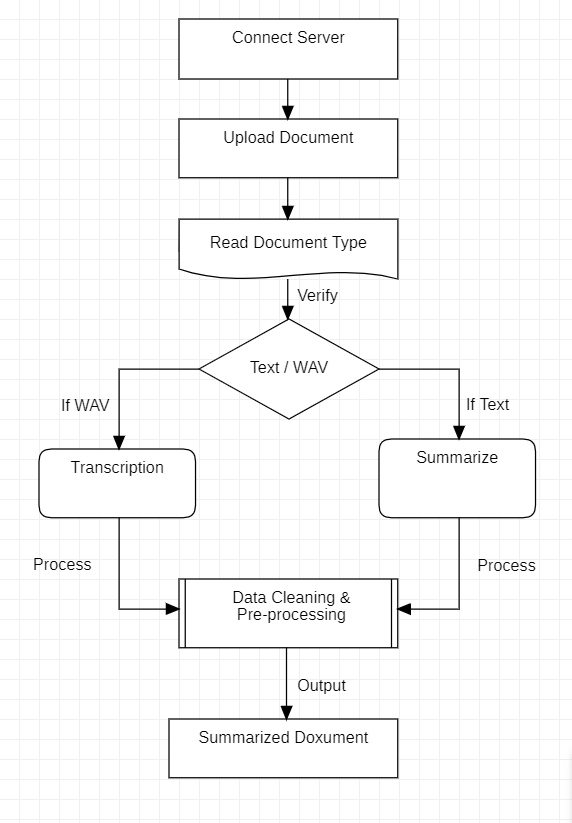 Connect Server
Upload Document
Read Document Type
Verify
Text / WAV
If WAV
If Text
Transcription
Summarize
Process
Process
Data Cleaning &
Pre-processing
Output
Summarized Doxument